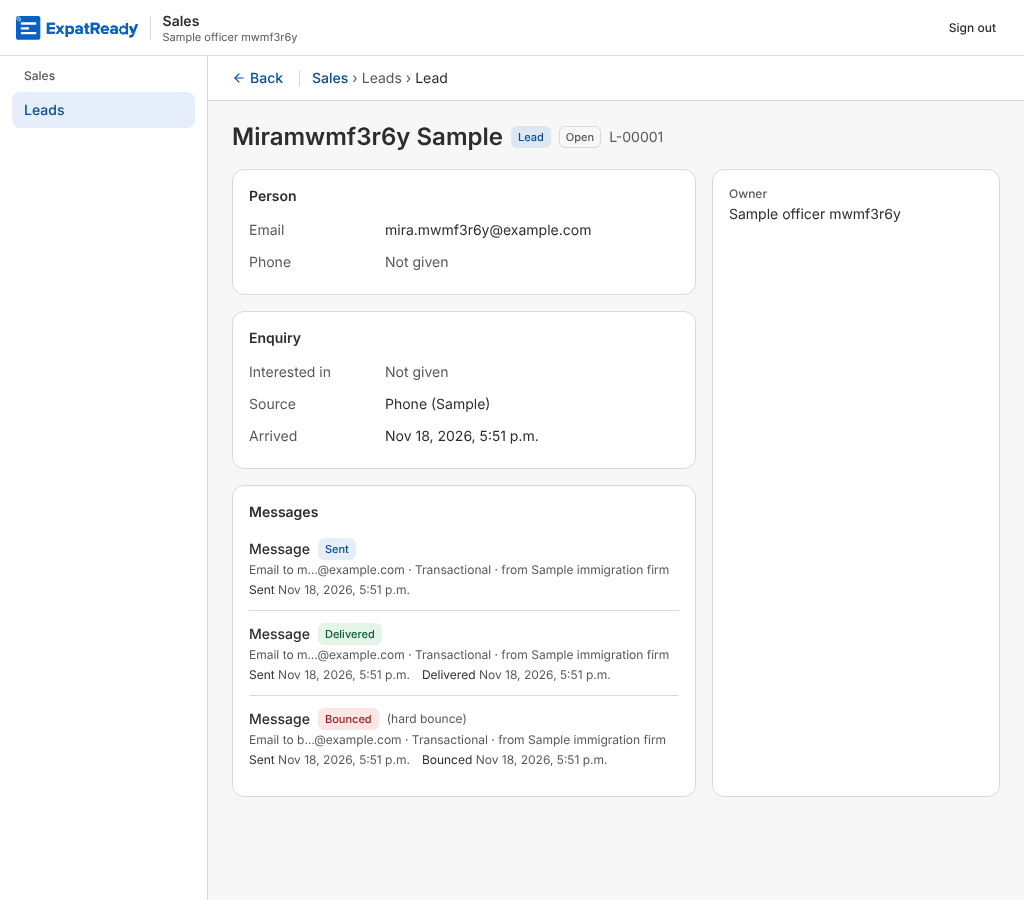 ExpatReady
Sales
Sample officer mwmf3r6y
Sign out
Sales
Leads
← Back
Sales › Leads › Lead
Miramwmf3r6y Sample Lead Open L-00001
Person
Email mira.mwmf3r6y@example.com
Phone Not given
Enquiry
Interested in Not given
Source Phone (Sample)
Arrived Nov 18, 2026, 5:51 p.m.
Messages
Message Sent
Email to m...@example.com · Transactional · from Sample immigration firm
Sent Nov 18, 2026, 5:51 p.m.
Message Delivered
Email to m...@example.com · Transactional · from Sample immigration firm
Sent Nov 18, 2026, 5:51 p.m. Delivered Nov 18, 2026, 5:51 p.m.
Message Bounced (hard bounce)
Email to b...@example.com · Transactional · from Sample immigration firm
Sent Nov 18, 2026, 5:51 p.m. Bounced Nov 18, 2026, 5:51 p.m.
Owner
Sample officer mwmf3r6y